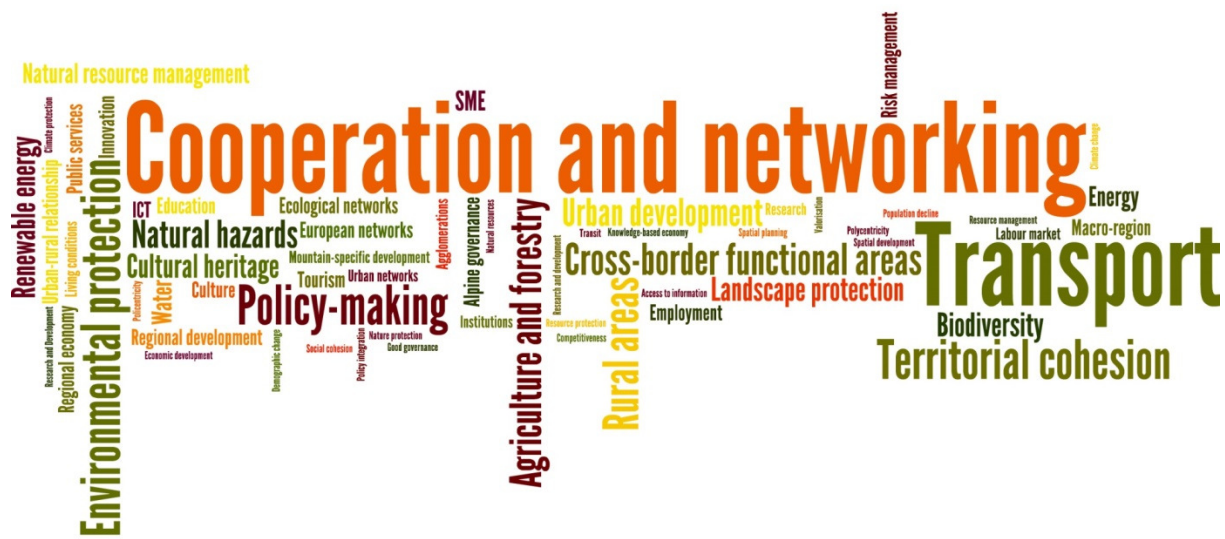 Natural resource management
Renewable energy
Climate protection
Urban-rural relationship
Public services
Living conditions
Research and Development
Regional economy
Environmental protection
Innovation
Cooperation and networking
SME
Risk management
Climate change
ICT
Education
Ecological networks
Natural hazards
European networks
Cultural heritage
Mountain-specific development
Tourism
Urban networks
Policentricity
Water
Culture
Policy-making
Regional development
Economic development
Demographic change
Social cohesion
Policy integration
Nature protection
Good governance
Agglomerations
Alpine governance
Natural resources
Institutions
Agriculture and forestry
Urban development
Research
Transit
Knowledge-based economy
Spatial planning
Valorisation
Cross-border functional areas
Research and development
Rural areas
Access to information
Landscape protection
Employment
Resource protection
Competitiveness
Population decline
Polycentricity
Spatial development
Resource management
Labour market
Energy
Macro-region
Transport
Biodiversity
Territorial cohesion